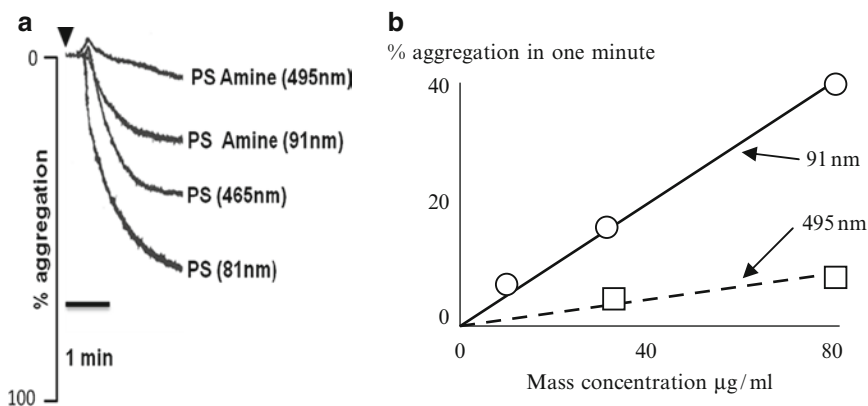 a
0
% aggregation
PS Amine (495nm)
PS Amine (91nm)
PS (465nm)
PS (81nm)
1 min
100
b
% aggregation in one minute
40
20
0
91 nm
495 nm
0 40 80
Mass concentration µg / ml